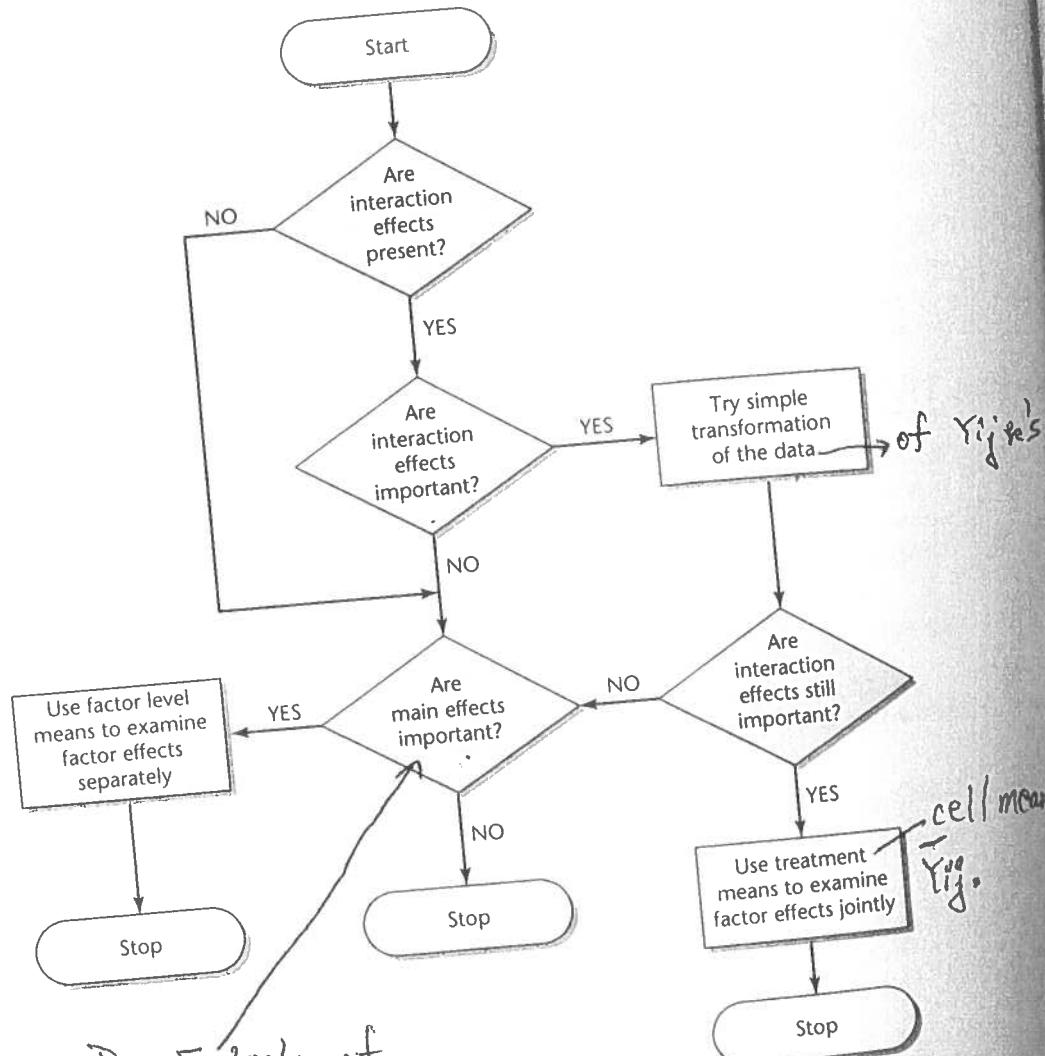 Start
Are
interaction
effects
present?
NO
YES
Are
interaction
effects
important?
YES
Try simple
transformation
of the data
of Yijk's
NO
Are
main effects
important?
YES
Use factor level
means to examine
factor effects
separately
NO
Are
interaction
effects still
important?
YES
cell mean
Use treatment
means to examine
factor effects jointly
Yij.
NO
Stop
Stop
Stop